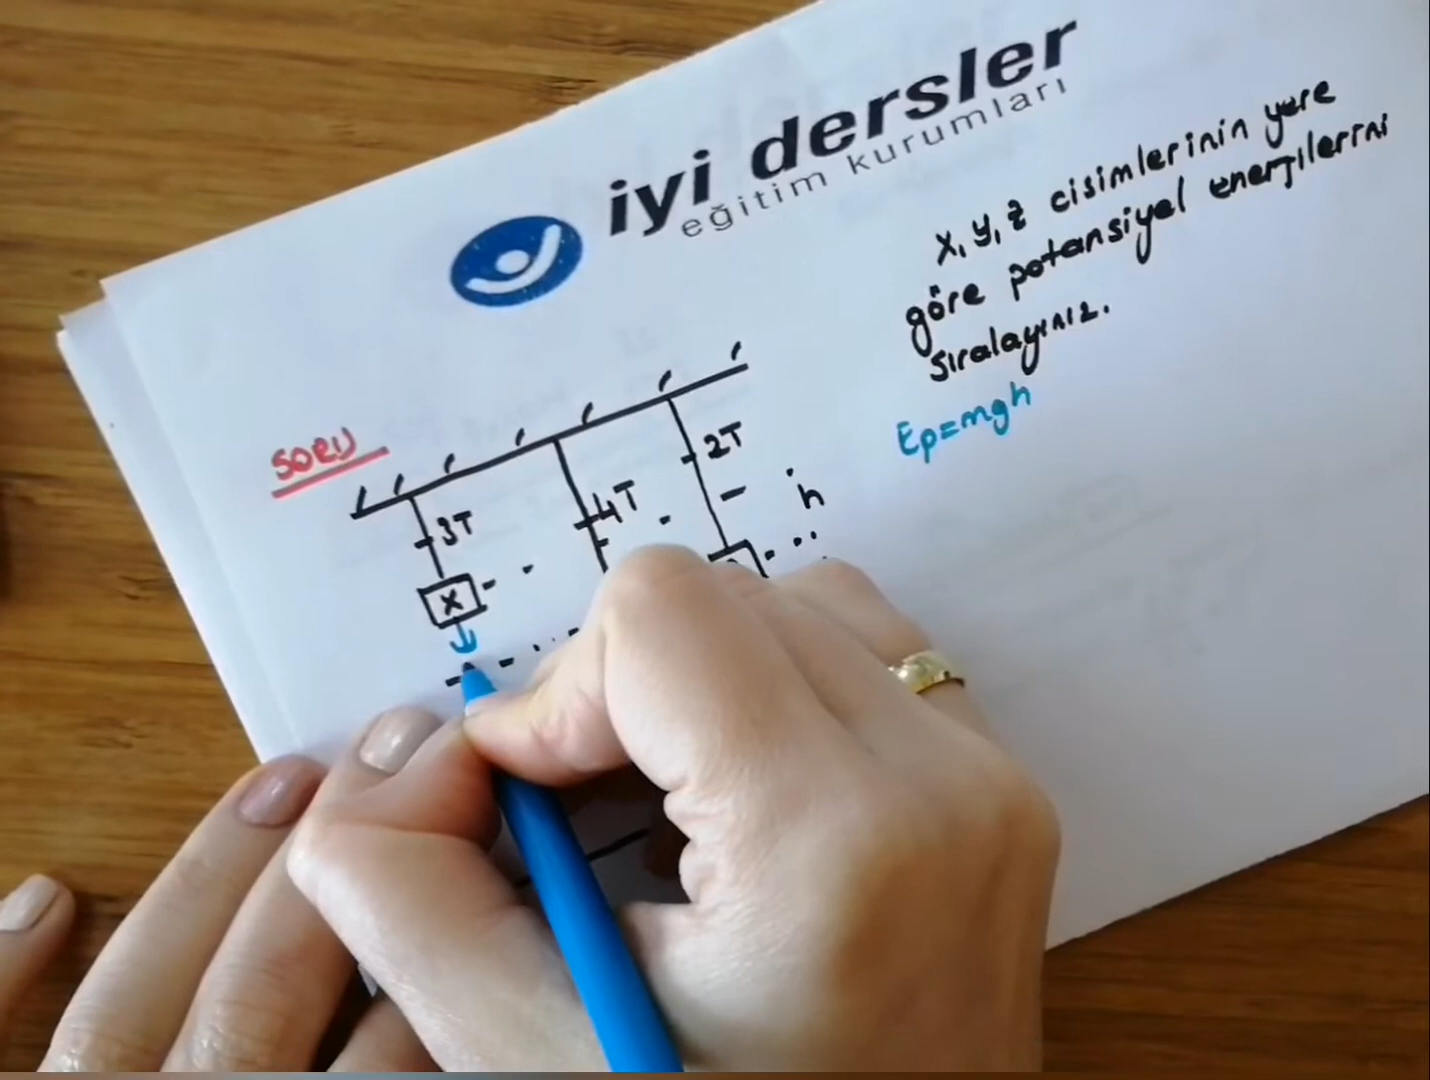 iyi dersler
eğitim kurumları
X, Y, Z cisimlerinin yere
göre potansiyel enerjilerini
sıralayınız.
Ep=mgh
SORU
3T
4T
2T
h
X